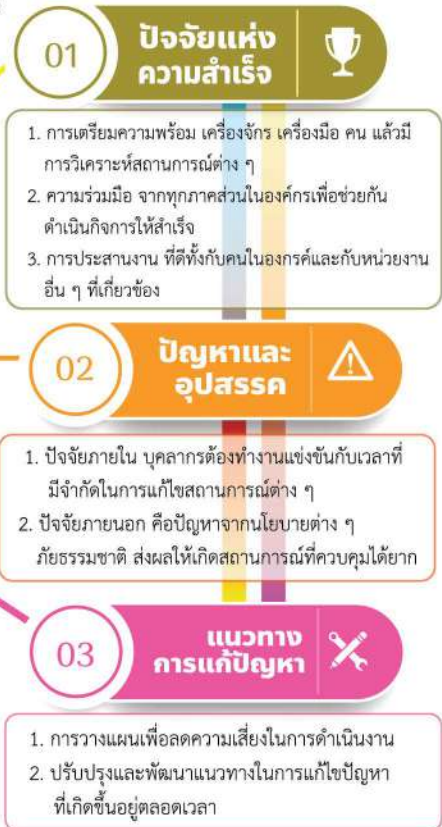 01
ปัจจัยแห่ง
ความสำเร็จ
1. การเตรียมความพร้อม เครื่องจักร เครื่องมือ คน แล้วมี
การวิเคราะห์สถานการณ์ต่าง ๆ
2. ความร่วมมือ จากทุกภาคส่วนในองค์กรเพื่อช่วยกัน
ดำเนินกิจการให้สำเร็จ
3. การประสานงาน ที่ดีทั้งกับคนในองกรค์และกับหน่วยงาน
อื่น ๆ ที่เกี่ยวข้อง
02
ปัญหาและ
อุปสรรค
1. ปัจจัยภายใน บุคลากรต้องทำงานแข่งขันกับเวลาที่
มีจำกัดในการแก้ไขสถานการณ์ต่าง ๆ
2. ปัจจัยภายนอก คือปัญหาจากนโยบายต่าง ๆ
ภัยธรรมชาติ ส่งผลให้เกิดสถานการณ์ที่ควบคุมได้ยาก
03
แนวทาง
การแก้ปัญหา
1. การวางแผนเพื่อลดความเสี่ยงในการดำเนินงาน
2. ปรับปรุงและพัฒนาแนวทางในการแก้ไขปัญหา
ที่เกิดขึ้นอยู่ตลอดเวลา